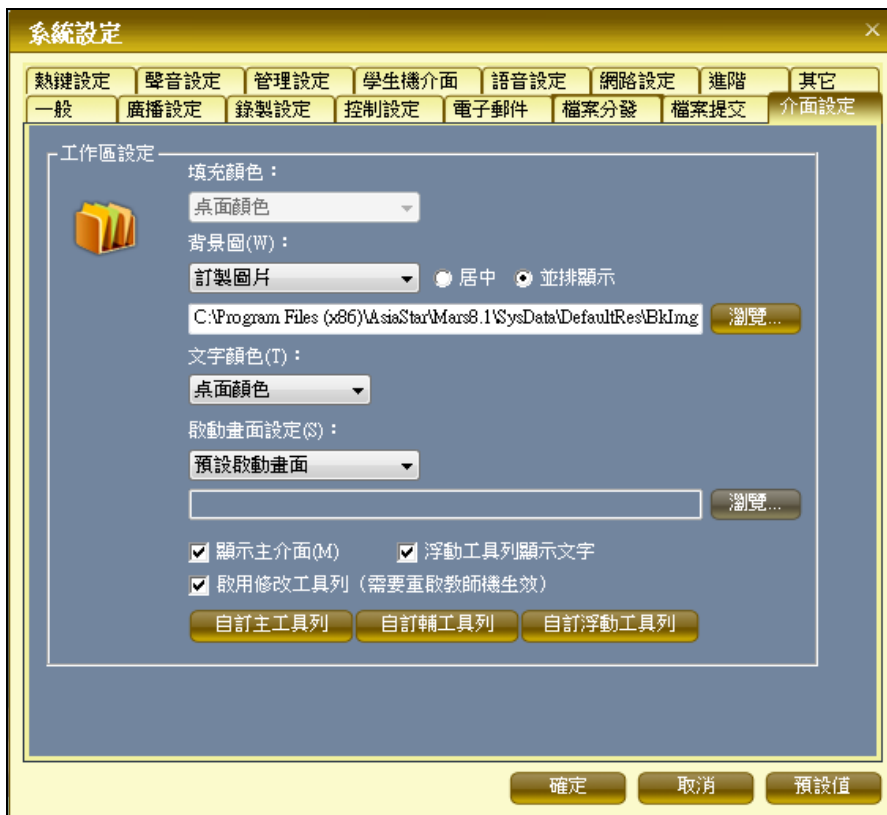 系統設定
熱鍵設定 聲音設定 管理設定 學生機介面 語音設定 網路設定 進階 其它
一般 廣播設定 錄製設定 控制設定 電子郵件 檔案分發 檔案提交 介面設定
工作區設定
填充顏色：
桌面顏色
背景圖(W)：
訂製圖片 居中 並排顯示
C:\Program Files (x86)\AsiaStar\Mars8.1\SysData\DefaultRes\BkImg 瀏覽...
文字顏色(T)：
桌面顏色
啟動畫面設定(S)：
預設啟動畫面
瀏覽...
顯示主介面(M) 浮動工具列顯示文字
啟用修改工具列（需要重啟教師機生效）
自訂主工具列 自訂輔工具列 自訂浮動工具列
確定 取消 預設值